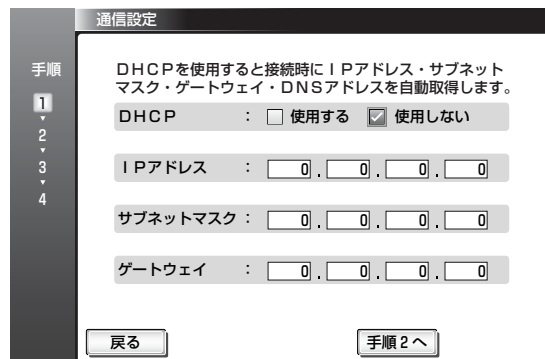 通信設定
手順
1
2
3
4
DHCPを使用すると接続時にIPアドレス・サブネット
マスク・ゲートウェイ・DNSアドレスを自動取得します。
DHCP : 使用する 使用しない
IPアドレス : 0 . 0 . 0 . 0
サブネットマスク : 0 . 0 . 0 . 0
ゲートウェイ : 0 . 0 . 0 . 0
戻る 手順2へ